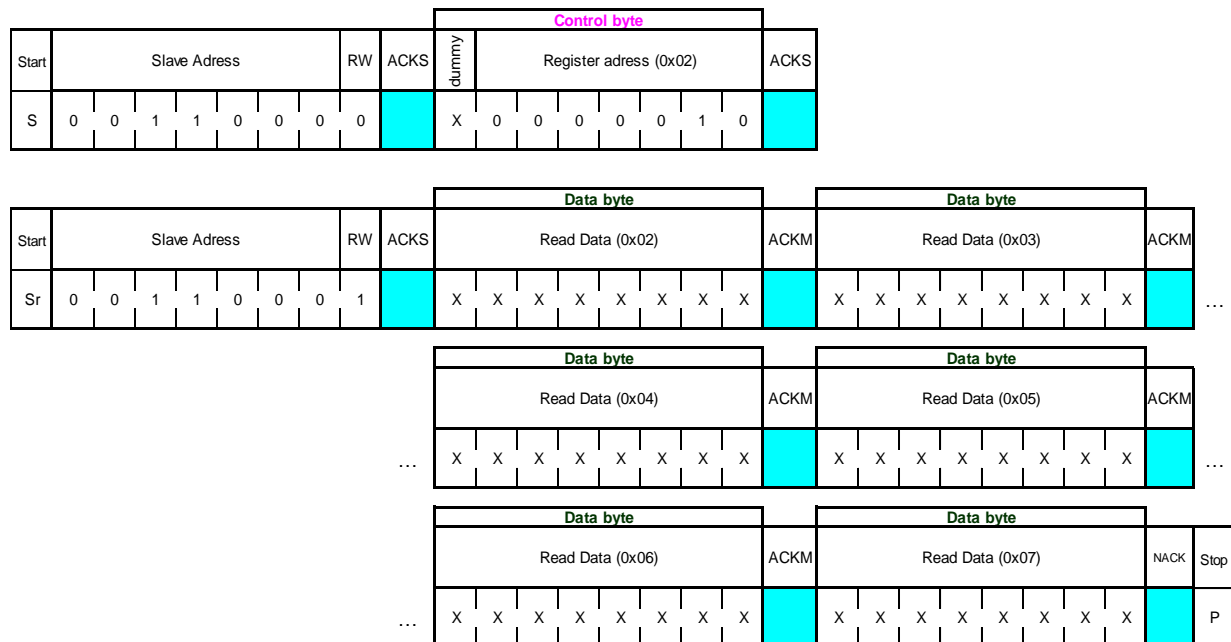 Control byte
Start Slave Adress RW ACKS dummy Register adress (0x02) ACKS
S 0 0 1 1 0 0 0 0 X 0 0 0 0 0 1 0
Data byte Data byte
Start Slave Adress RW ACKS Read Data (0x02) ACKM Read Data (0x03) ACKM
Sr 0 0 1 1 0 0 0 1 X X X X X X X X X X X X X X X X ...
Data byte Data byte
Read Data (0x04) ACKM Read Data (0x05) ACKM
... X X X X X X X X X X X X X X X X ...
Data byte Data byte
Read Data (0x06) ACKM Read Data (0x07) NACK Stop
... X X X X X X X X X X X X X X X X P